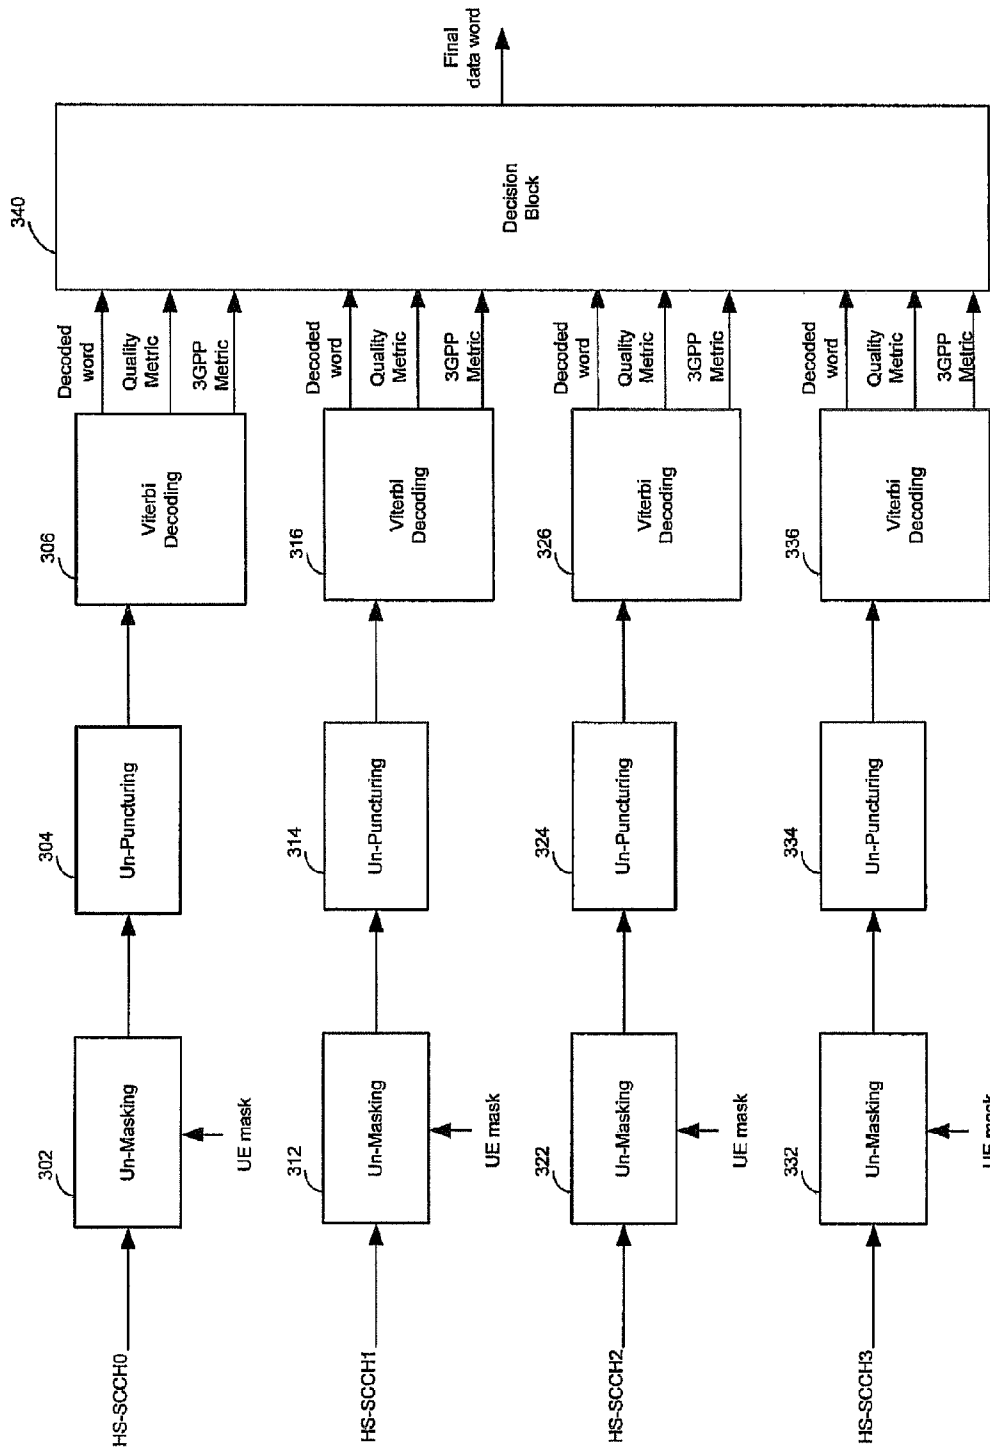 HS-SCCH0
302
Un-Masking
UE mask
304
Un-Puncturing
306
Viterbi
Decoding
Decoded
word
Quality
Metric
3GPP
Metric
HS-SCCH1
312
Un-Masking
UE mask
314
Un-Puncturing
316
Viterbi
Decoding
Decoded
word
Quality
Metric
3GPP
Metric
HS-SCCH2
322
Un-Masking
UE mask
324
Un-Puncturing
326
Viterbi
Decoding
Decoded
word
Quality
Metric
3GPP
Metric
HS-SCCH3
332
Un-Masking
UE mask
334
Un-Puncturing
336
Viterbi
Decoding
Decoded
word
Quality
Metric
3GPP
Metric
340
Decision
Block
Final
data word